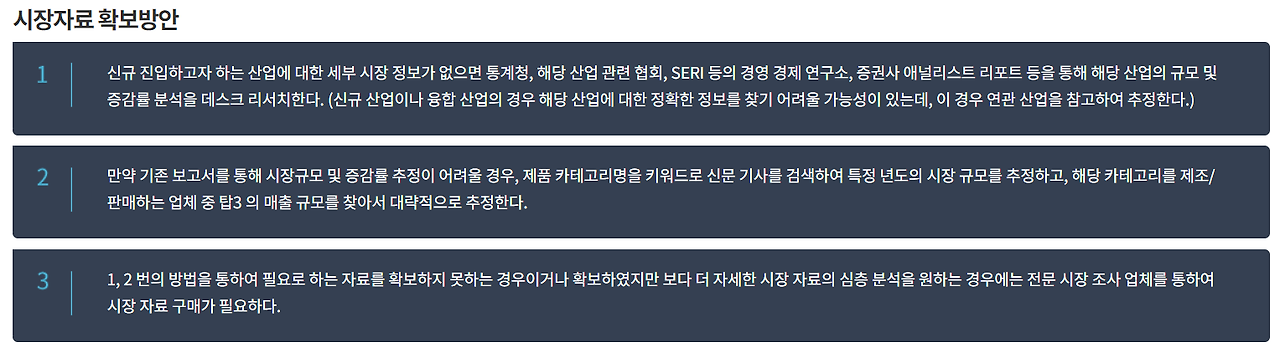 시장자료 확보방안
1
신규 진입하고자 하는 산업에 대한 세부 시장 정보가 없으면 통계청, 해당 산업 관련 협회, SERI 등의 경영 경제 연구소, 증권사 애널리스트 리포트 등을 통해 해당 산업의 규모 및
증감률 분석을 데스크 리서치한다. (신규 산업이나 융합 산업의 경우 해당 산업에 대한 정확한 정보를 찾기 어려울 가능성이 있는데, 이 경우 연관 산업을 참고하여 추정한다.)
2
만약 기존 보고서를 통해 시장규모 및 증감률 추정이 어려울 경우, 제품 카테고리명을 키워드로 신문 기사를 검색하여 특정 년도의 시장 규모를 추정하고, 해당 카테고리를 제조/
판매하는 업체 중 탑3 의 매출 규모를 찾아서 대략적으로 추정한다.
3
1, 2 번의 방법을 통하여 필요로 하는 자료를 확보하지 못하는 경우이거나 확보하였지만 보다 더 자세한 시장 자료의 심층 분석을 원하는 경우에는 전문 시장 조사 업체를 통하여
시장 자료 구매가 필요하다.